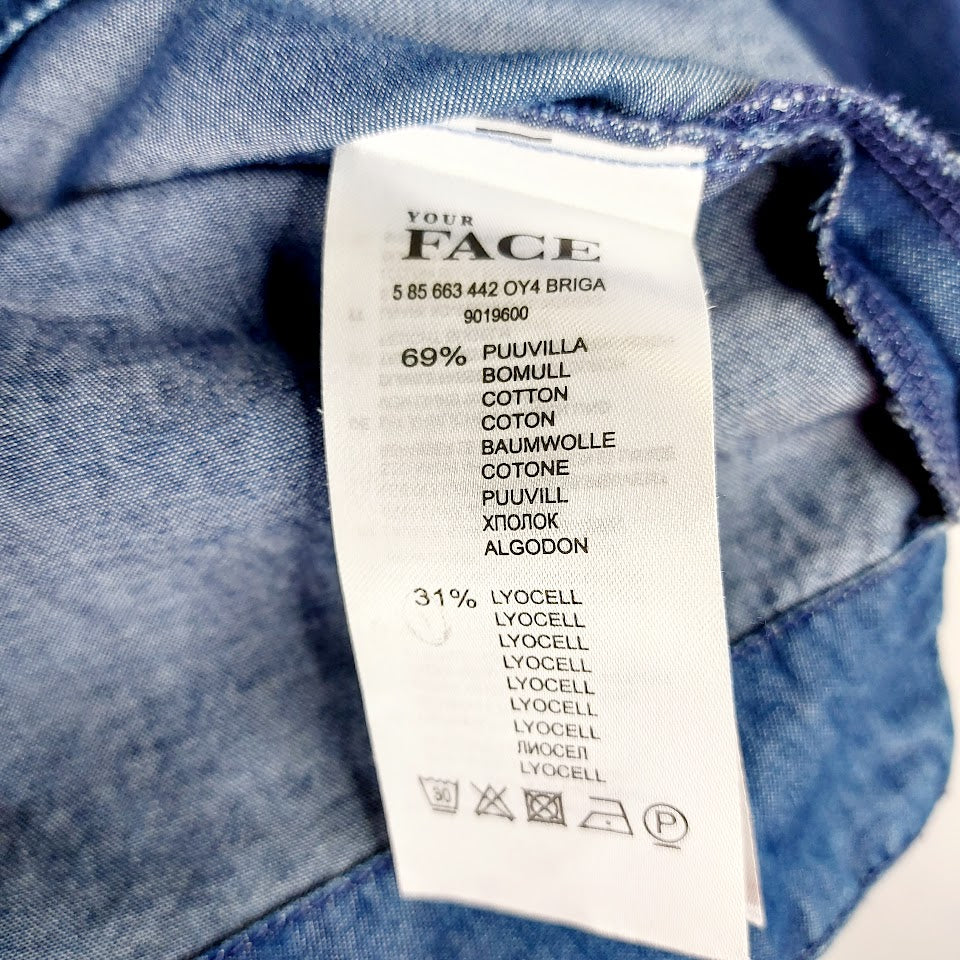 YOUR
FACE
5 85 663 442 OY4 BRIGA
9019600
69% PUUVILLA
BOMULL
COTTON
COTON
BAUMWOLLE
COTONE
PUUVILL
ХПОЛОК
ALGODON
31% LYOCELL
LYOCELL
LYOCELL
LYOCELL
LYOCELL
LYOCELL
LYOCELL
ЛИОСЕЛ
LYOCELL
30 P